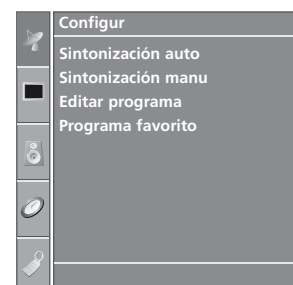 Configur
Sintonización auto
Sintonización manu
Editar programa
Programa favorito